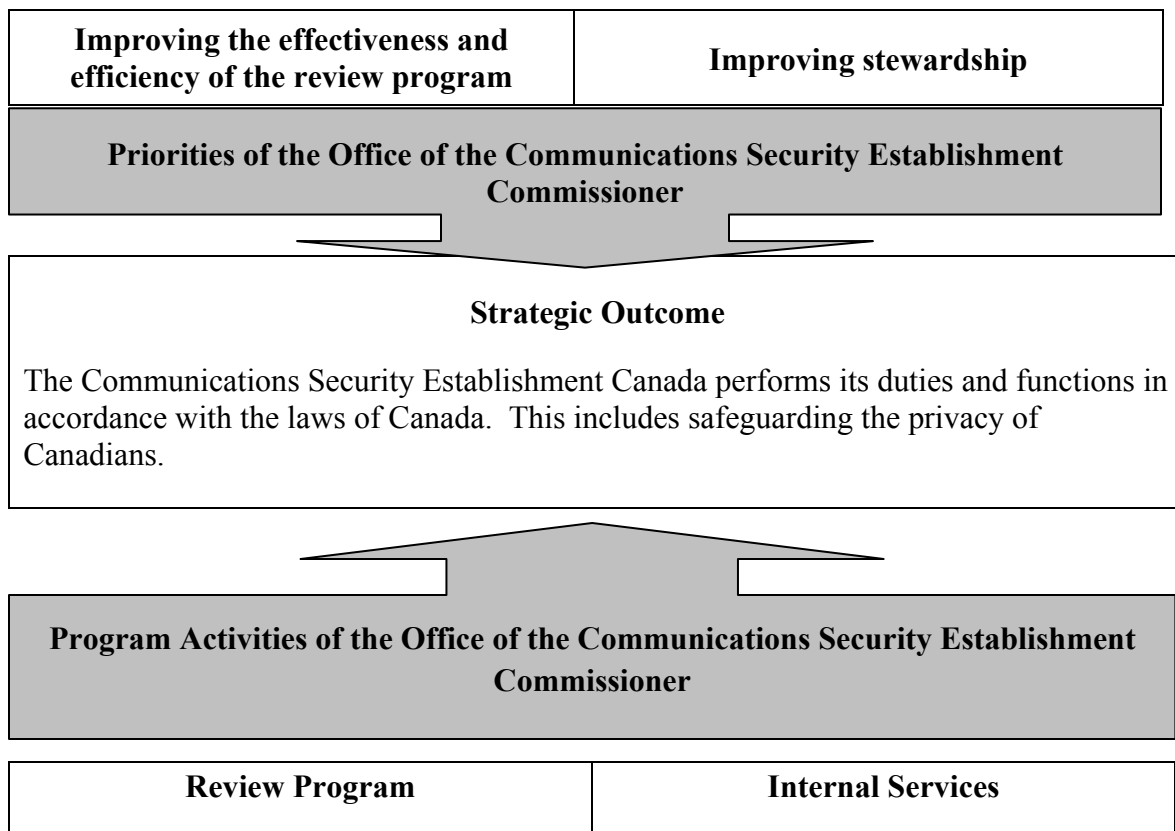 Improving the effectiveness and
efficiency of the review program
Improving stewardship
Priorities of the Office of the Communications Security Establishment
Commissioner
Strategic Outcome
The Communications Security Establishment Canada performs its duties and functions in
accordance with the laws of Canada.  This includes safeguarding the privacy of
Canadians.
Program Activities of the Office of the Communications Security Establishment
Commissioner
Review Program
Internal Services